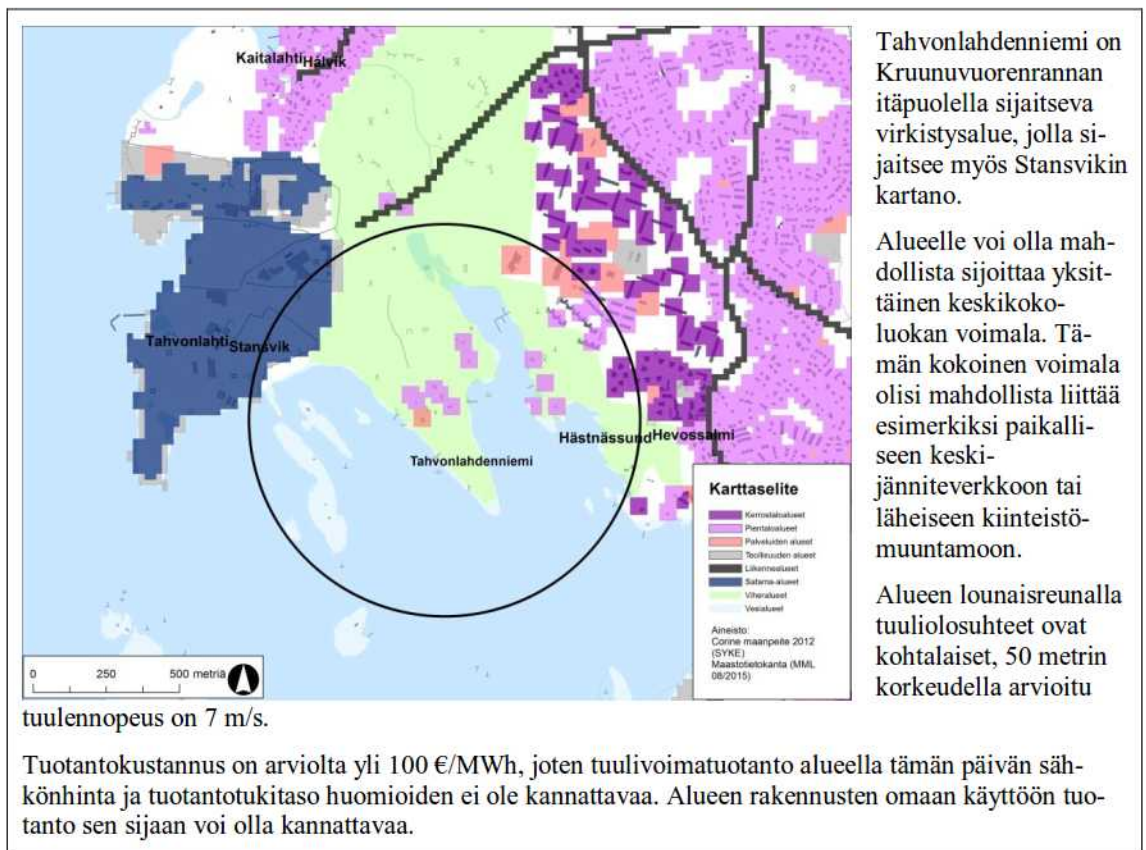 Kaitalahti Hålvik
Tahvonlahti Stansvik
Hästnässund Hevossalmi
Tahvonlahdenniemi
Karttaselite
Kerrostaloalueet
Pientaloalueet
Palveluiden alueet
Teollisuuden alueet
Liikennealueet
Satama-alueet
Viheralueet
Vesialueet
Aineisto:
Corine maanpeite 2012
(SYKE)
Maastotietokanta (MML
08/2015)
0 250 500 metriä
Tahvonlahdenniemi on
Kruunuvuorenrannan
itäpuolella sijaitseva
virkistysalue, jolla si-
jaitsee myös Stansvikin
kartano.
Alueelle voi olla mah-
dollista sijoittaa yksit-
täinen keskikoko-
luokan voimala. Tä-
män kokoinen voimala
olisi mahdollista liittää
esimerkiksi paikalli-
seen keski-
jänniteverkkoon tai
läheiseen kiinteistö-
muuntamoon.
Alueen lounaisreunalla
tuuliolosuhteet ovat
kohtalaiset, 50 metrin
korkeudella arvioitu
tuulennopeus on 7 m/s.
Tuotantokustannus on arviolta yli 100 €/MWh, joten tuulivoimatuotanto alueella tämän päivän säh-
könhinta ja tuotantotukitaso huomioiden ei ole kannattavaa. Alueen rakennusten omaan käyttöön tuo-
tanto sen sijaan voi olla kannattavaa.